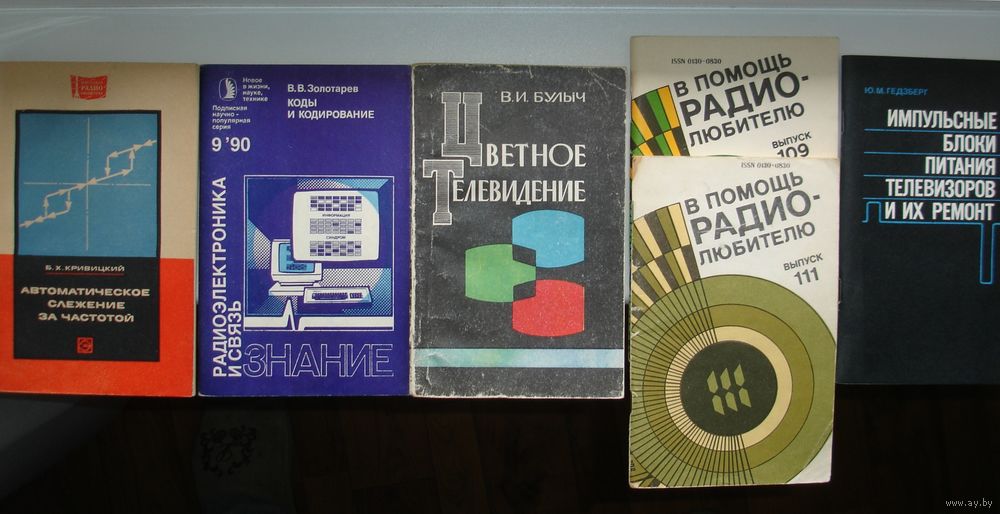 РАДИО
Б.Х.КРИВИЦКИЙ
АВТОМАТИЧЕСКОЕ
СЛЕЖЕНИЕ
ЗА ЧАСТОТОЙ
Новое
в жизни,
науке,
технике
Подписная
научно-
популярная
серия
9 '90
В.В.Золотарев
КОДЫ
И КОДИРОВАНИЕ
РАДИОЭЛЕКТРОНИКА
И СВЯЗЬ
ИНФОРМАЦИЯ
СИНДРОМ
ЗНАНИЕ
В.И. БУЛЫЧ
ЦВЕТНОЕ
ТЕЛЕВИДЕНИЕ
ISSN 0130-0830
В ПОМОЩЬ
РАДИО-
ЛЮБИТЕЛЮ
ВЫПУСК
109
ISSN 0130-0830
В ПОМОЩЬ
РАДИО-
ЛЮБИТЕЛЮ
ВЫПУСК
111
Ю.М. ГЕДЗБЕРГ
ИМПУЛЬСНЫЕ
БЛОКИ
ПИТАНИЯ
ТЕЛЕВИЗОРОВ
И ИХ РЕМОНТ
www.ay.by